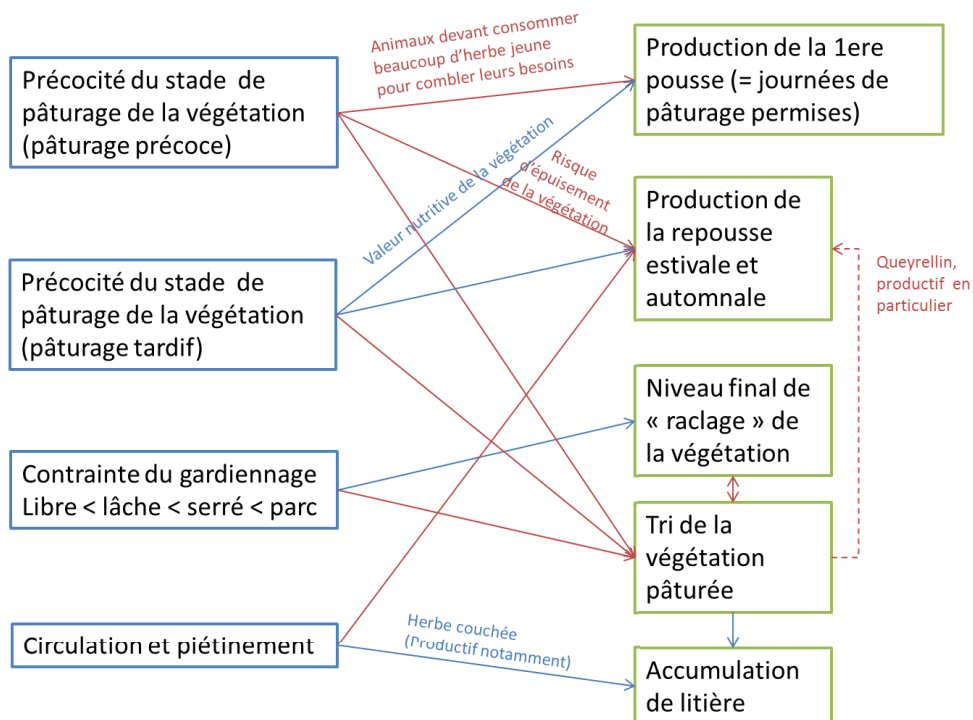 Animaux devant consommer
beaucoup d'herbe jeune
pour combler leurs besoins
Précocité du stade de
pâturage de la végétation
(pâturage précoce)
Production de la 1ere
pousse (= journées de
pâturage permises)
Valeur nutritive de la végétation
Risque
d'épuisement
de la végétation
Production de
la repousse
estivale et
automnale
Queyrellin,
productif en
particulier
Précocité du stade de
pâturage de la végétation
(pâturage tardif)
Niveau final de
« raclage » de
la végétation
Contrainte du gardiennage
Libre < lâche < serré < parc
Tri de la
végétation
pâturée
Circulation et piétinement
Herbe couchée
(Productif notamment)
Accumulation
de litière